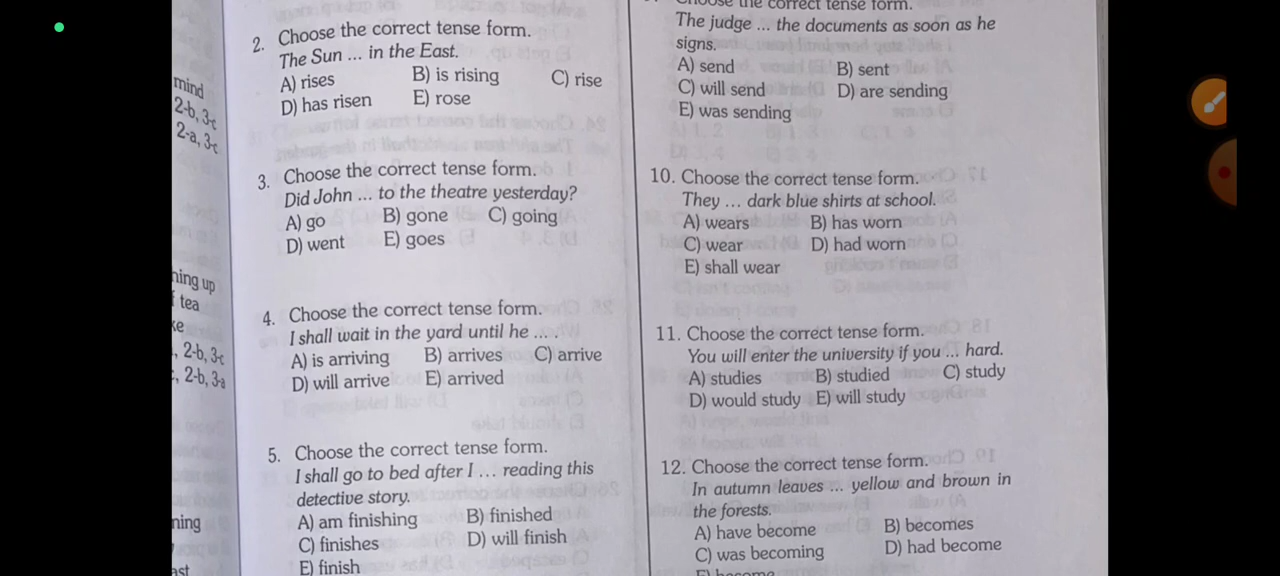 mind
2-b, 3-c
2-a, 3-c
ning up
tea
2-b, 3-c
2-b, 3-a
ning
2. Choose the correct tense form.
The Sun ... in the East.
A) rises B) is rising C) rise
D) has risen E) rose
3. Choose the correct tense form.
Did John ... to the theatre yesterday?
A) go B) gone C) going
D) went E) goes
4. Choose the correct tense form.
I shall wait in the yard until he ... .
A) is arriving B) arrives C) arrive
D) will arrive E) arrived
5. Choose the correct tense form.
I shall go to bed after I ... reading this
detective story.
A) am finishing B) finished
C) finishes D) will finish
E) finish
Choose the correct tense form.
The judge ... the documents as soon as he
signs.
A) send B) sent
C) will send D) are sending
E) was sending
10. Choose the correct tense form.
They ... dark blue shirts at school.
A) wears B) has worn
C) wear D) had worn
E) shall wear
11. Choose the correct tense form.
You will enter the university if you ... hard.
A) studies B) studied C) study
D) would study E) will study
12. Choose the correct tense form.
In autumn leaves ... yellow and brown in
the forests.
A) have become B) becomes
C) was becoming D) had become
E) become